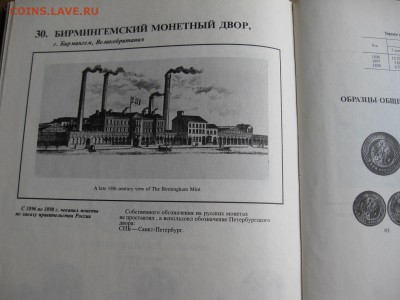 COINS.LAVE.RU
30. БИРМИНГЕМСКИЙ МОНЕТНЫЙ ДВОР,
г. Бирмингем, Великобритания
A late 19th century view of The Birmingham Mint
С 1896 по 1898 г. чеканил монеты
по заказу правительства России
Собственного обозначения на русских монетах
не проставлял, а использовал обозначение Петербургского
двора:
СПБ — Санкт-Петербург.
ОБРАЗЦЫ ОБЩЕ